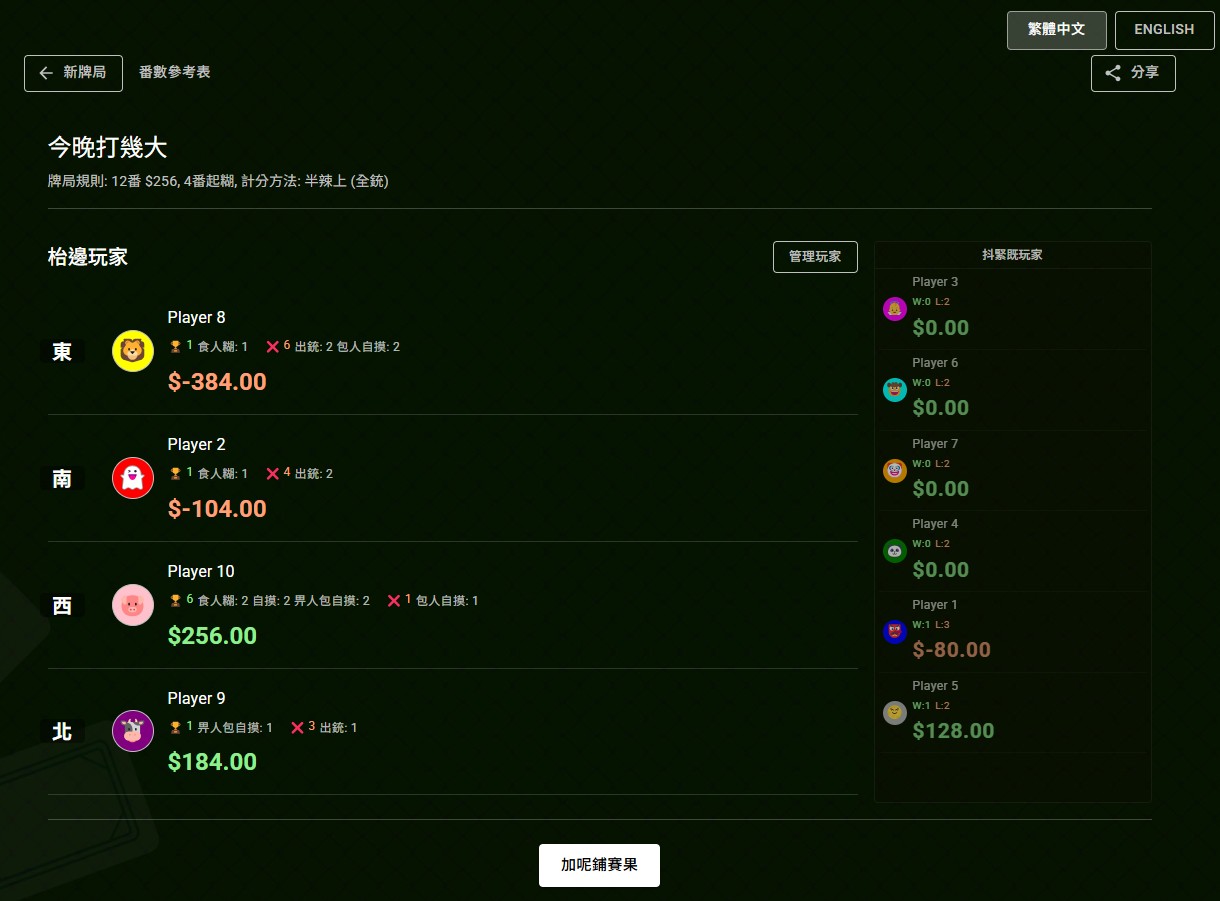 繁體中文 ENGLISH
新牌局 番數參考表 分享
今晚打幾大
牌局規則: 12番 $256, 4番起糊, 計分方法: 半辣上 (全銃)
枱邊玩家 管理玩家
東
Player 8
1 食人糊: 1 6 出銃: 2 包人自摸: 2
$-384.00
南
Player 2
1 食人糊: 1 4 出銃: 2
$-104.00
西
Player 10
6 食人糊: 2 自摸: 2 畀人包自摸: 2 1 包人自摸: 1
$256.00
北
Player 9
1 畀人包自摸: 1 3 出銃: 1
$184.00
抖緊既玩家
Player 3
W:0 L:2
$0.00
Player 6
W:0 L:2
$0.00
Player 7
W:0 L:2
$0.00
Player 4
W:0 L:2
$0.00
Player 1
W:1 L:3
$-80.00
Player 5
W:1 L:2
$128.00
加呢鋪賽果